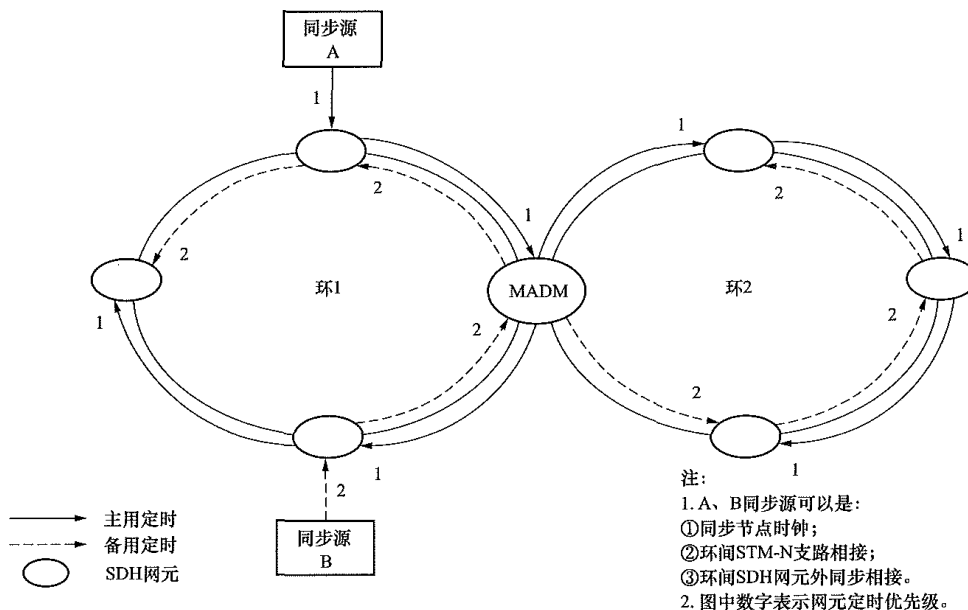 同步源
A
1
1
1
2
2
1
2
2
环1
MADM
环2
1
2
2
2
1
2
1
同步源
B
主用定时
备用定时
SDH网元
注：
1. A、B同步源可以是：
①同步节点时钟；
②环间STM-N支路相接；
③环间SDH网元外同步相接。
2. 图中数字表示网元定时优先级。